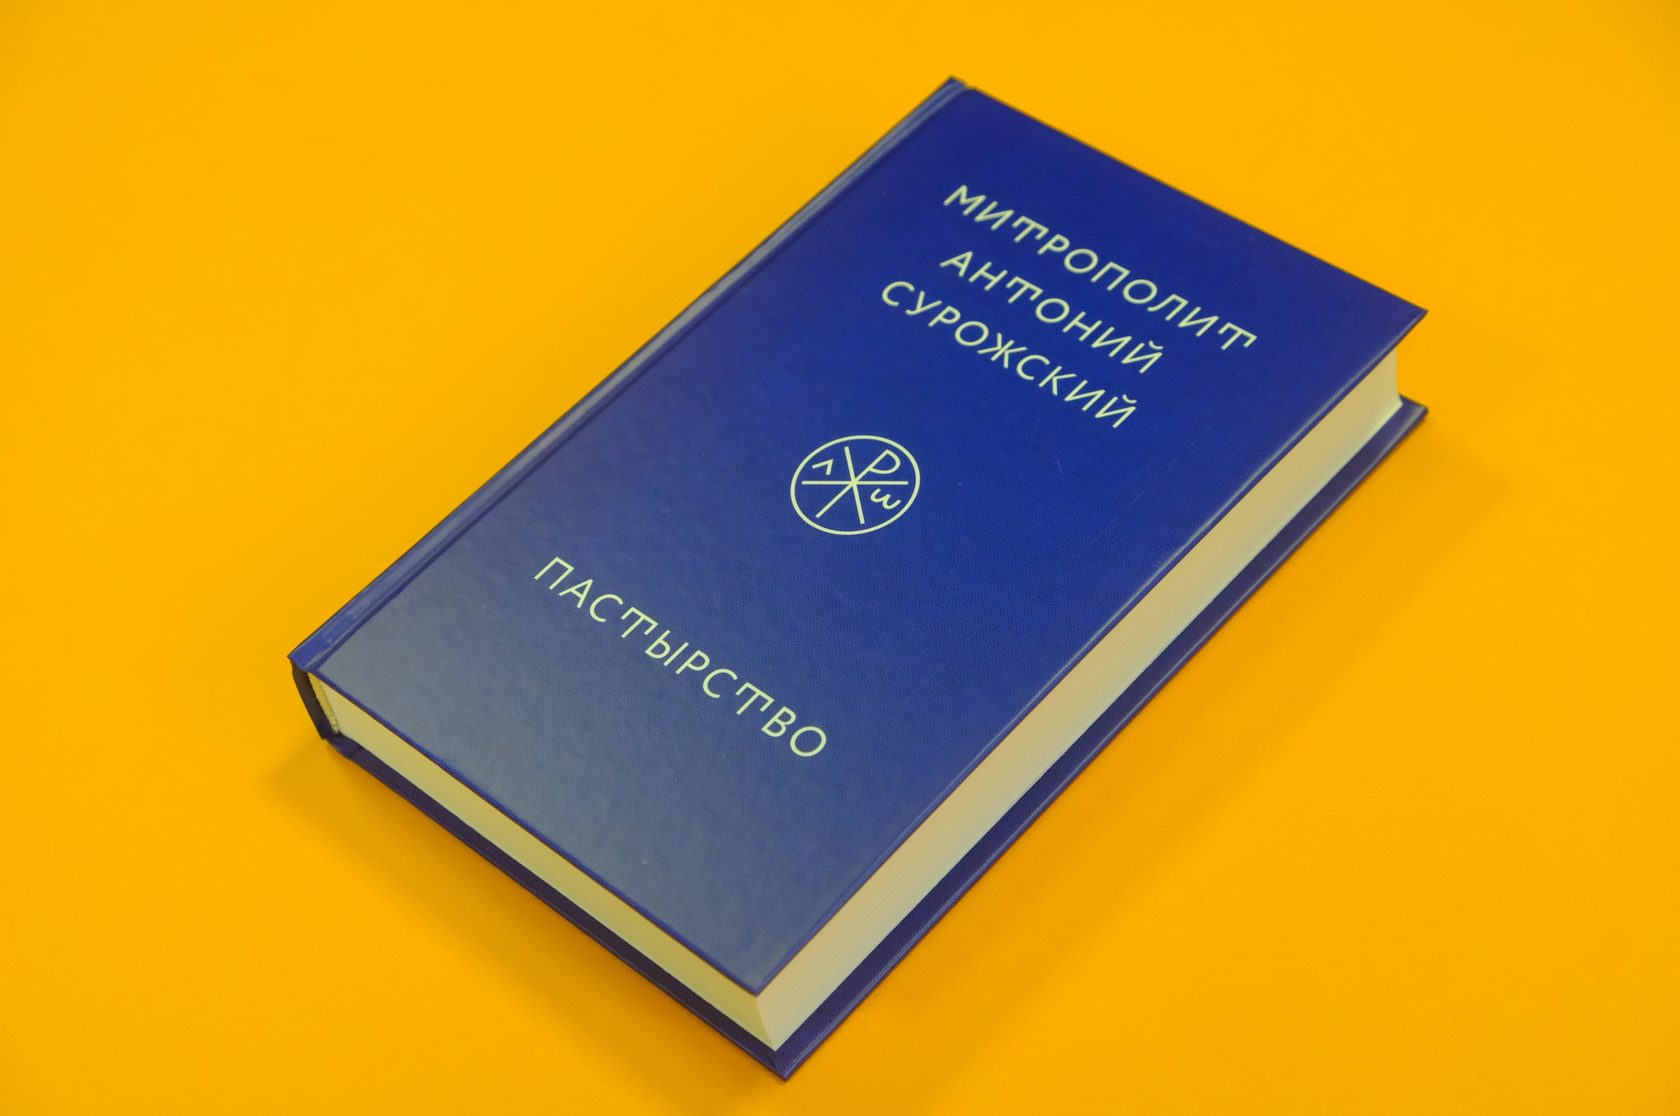 МИТРОПОЛИТ
АНТОНИЙ
СУРОЖСКИЙ
Λ Ρ ω
ПАСТЫРСТВО